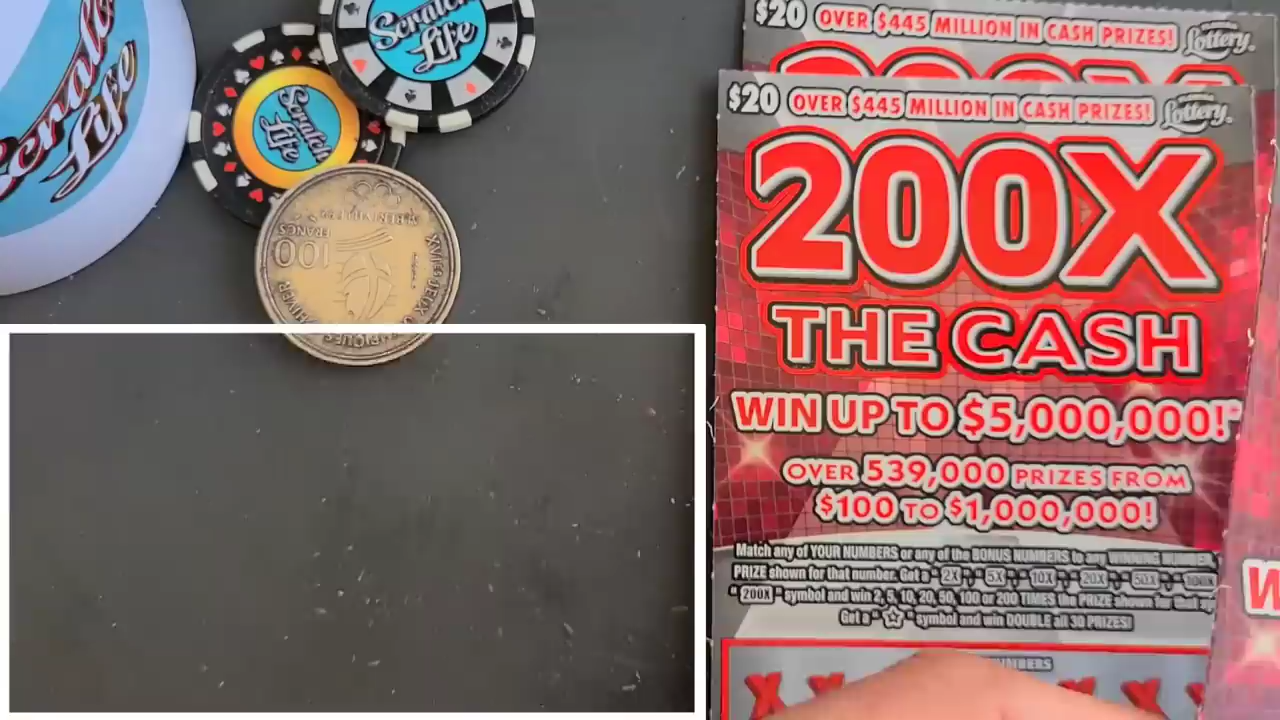 Scratch Life
Scratch Life
Scratch Life
100
FRANCS
$20 OVER $445 MILLION IN CASH PRIZES! Lottery
$20 OVER $445 MILLION IN CASH PRIZES! Lottery
200X
THE CASH
WIN UP TO $5,000,000!
OVER 539,000 PRIZES FROM
$100 TO $1,000,000!
Match any of YOUR NUMBERS or any of the BONUS NUMBERS to any WINNING NUMBER,
PRIZE shown for that number. Get a "2X", "5X", "10X", "20X", "50X", "100X
"200X" symbol and win 2, 5, 10, 20, 50, 100 or 200 TIMES the PRIZE shown for that
Get a "☆" symbol and win DOUBLE all 30 PRIZES!